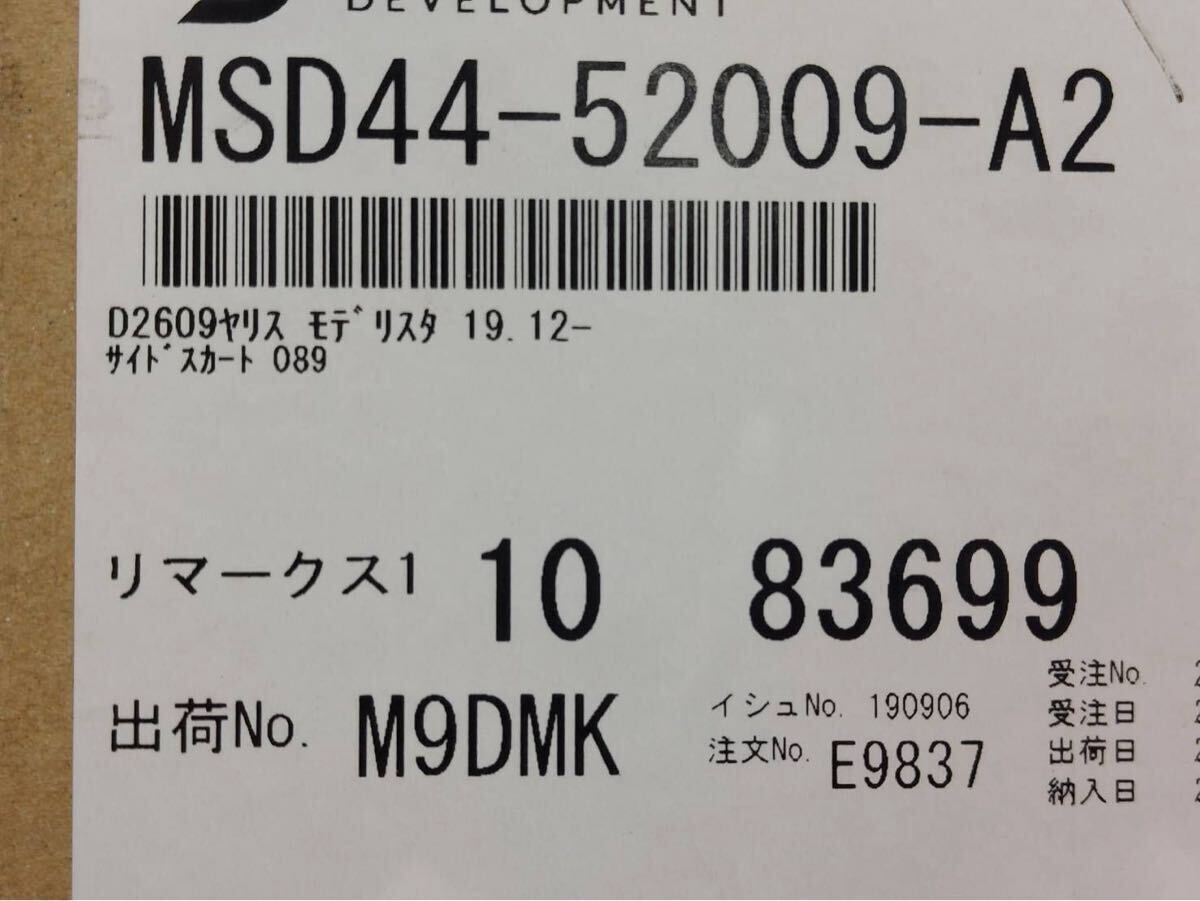 DEVELOPMENT
MSD44-52009-A2
D2609ﾔﾘｽ ﾓﾃﾞﾘｽﾀ 19.12-
ｻｲﾄﾞｽｶｰﾄ 089
リマークス1 10 83699
出荷No. M9DMK
イシュNo. 190906
注文No. E9837
受注No.
受注日
出荷日
納入日